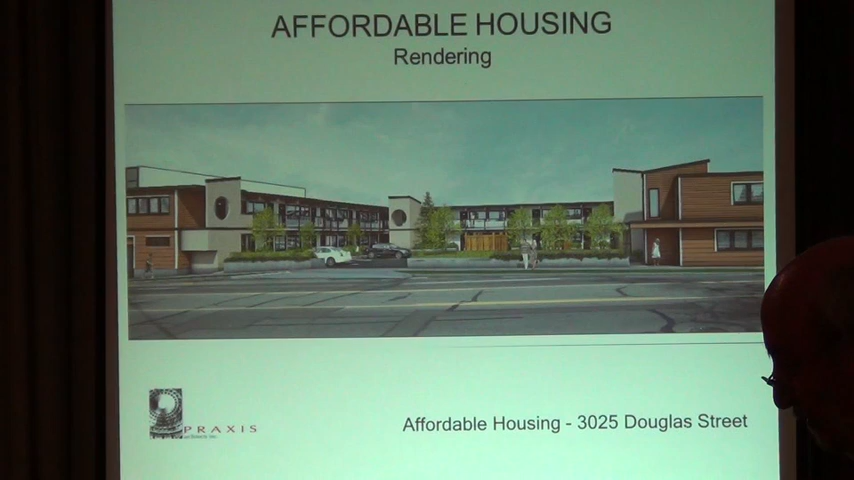 AFFORDABLE HOUSING
Rendering
PRAXIS
Affordable Housing - 3025 Douglas Street